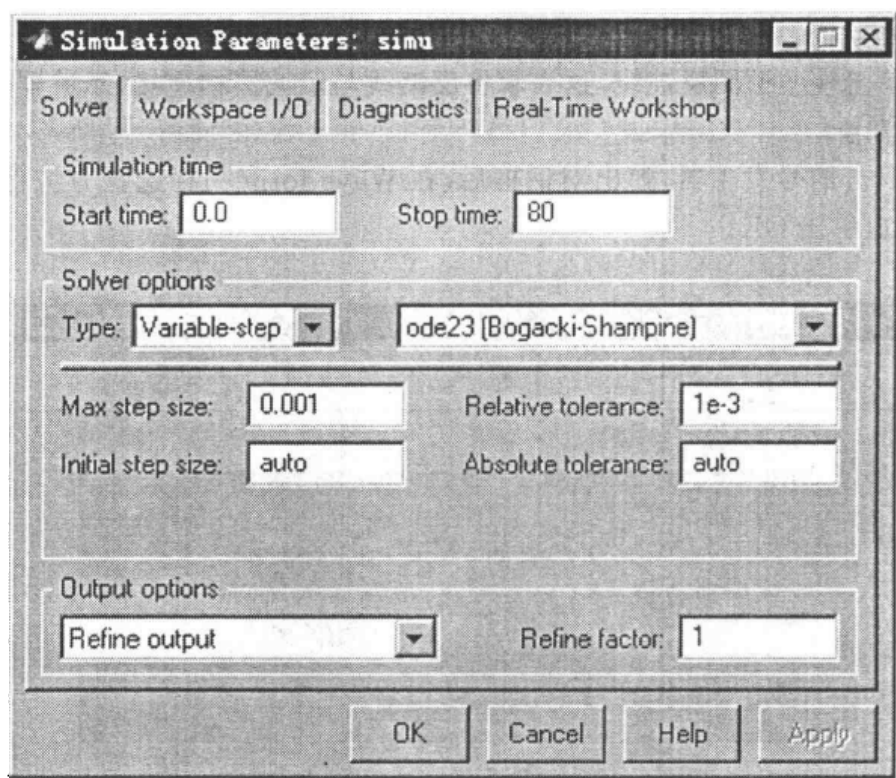 Simulation Parameters: simu
Solver Workspace I/O Diagnostics Real-Time Workshop
Simulation time
Start time: 0.0 Stop time: 80
Solver options
Type: Variable-step ode23 (Bogacki-Shampine)
Max step size: 0.001 Relative tolerance: 1e-3
Initial step size: auto Absolute tolerance: auto
Output options
Refine output Refine factor: 1
OK Cancel Help Apply